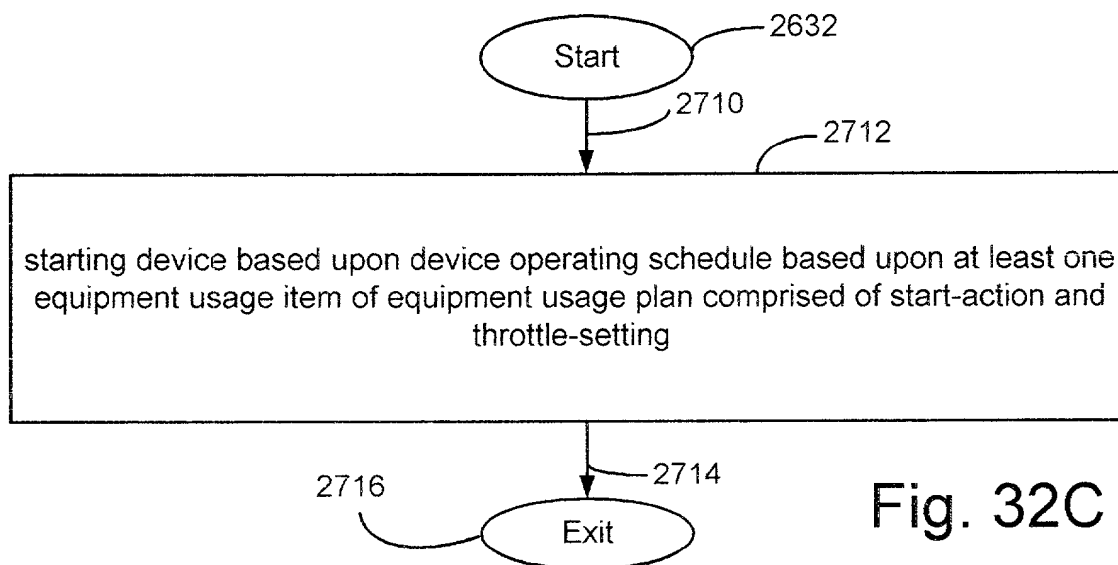 Start
2632
2710
2712
starting device based upon device operating schedule based upon at least one
equipment usage item of equipment usage plan comprised of start-action and
throttle-setting
2714
2716
Exit
Fig. 32C